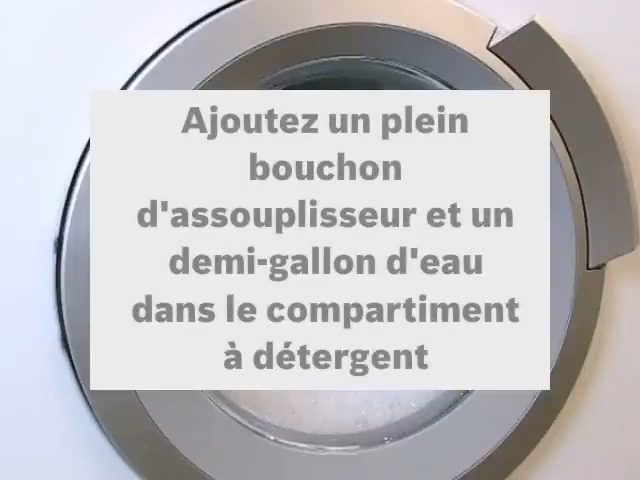 Ajoutez un plein
bouchon
d'assouplisseur et un
demi-gallon d'eau
dans le compartiment
à détergent